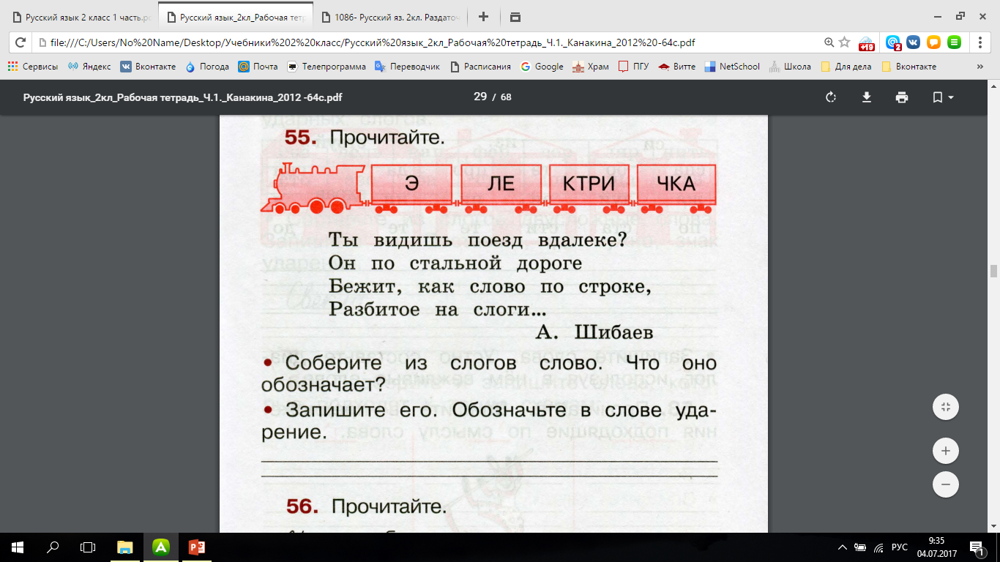 Русский язык 2 класс 1 часть.pd
Русский язык_2кл_Рабочая тетр
1086- Русский яз. 2кл. Раздаточ
file:///C:/Users/No%20Name/Desktop/Учебники%202%20класс/Русский%20язык_2кл_Рабочая%20тетрадь_Ч.1._Канакина_2012%20-64с.pdf
+19
2
Сервисы Яндекс Вконтакте Погода Почта Телепрограмма Переводчик Расписания Google Храм ПГУ Витте NetSchool Школа Для дела Вконтакте »
Русский язык_2кл_Рабочая тетрадь_Ч.1._Канакина_2012 -64с.pdf 29 / 68
55. Прочитайте.
Э ЛЕ КТРИ ЧКА
Ты видишь поезд вдалеке?
Он по стальной дороге
Бежит, как слово по строке,
Разбитое на слоги...
А. Шибаев
• Соберите из слогов слово. Что оно
обозначает?
• Запишите его. Обозначьте в слове уда-
рение.
56. Прочитайте.
РУС
9:35
04.07.2017
1